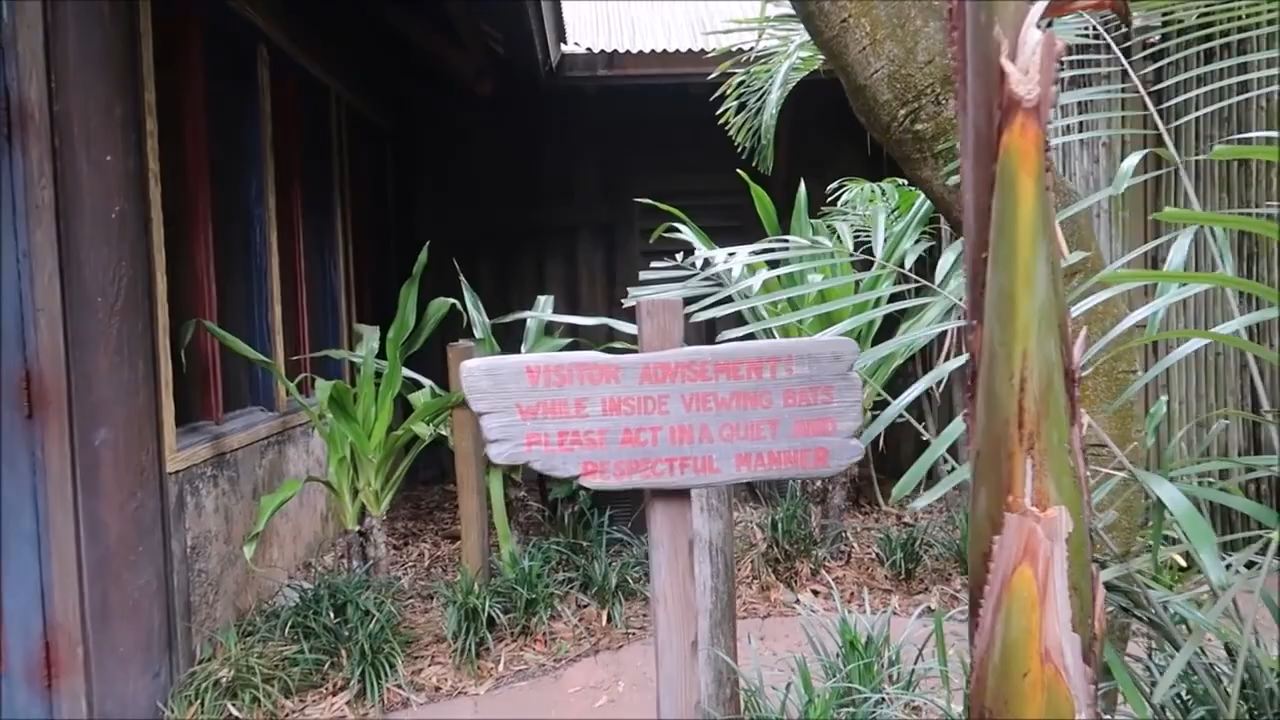 VISITOR ADVISEMENT!
WHILE INSIDE VIEWING BATS
PLEASE ACT IN A QUIET AND
RESPECTFUL MANNER